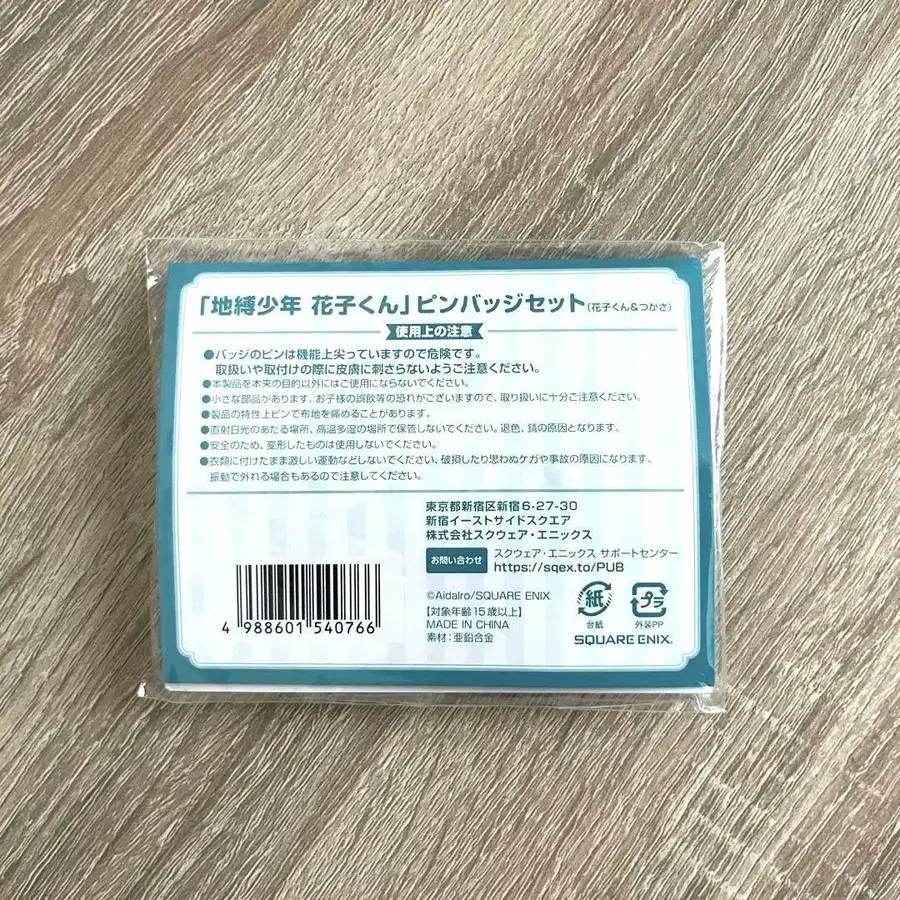 「地縛少年 花子くん」ピンバッジセット(花子くん&つかさ)
使用上の注意
●バッジのピンは機能上尖っていますので危険です。
取扱いや取付けの際に皮膚に刺さらないようご注意ください。
●本製品を本来の目的以外にはご使用にならないでください。
●小さな部品があります。お子様の誤飲等の恐れがございますので、取り扱いに十分ご注意ください。
●製品の特性上ピンで布地を痛めることがあります。
●直射日光のあたる場所、高温多湿の場所で保管しないでください。退色、錆の原因となります。
●安全のため、変形したものは使用しないでください。
●衣類に付けたまま激しい運動などしないでください、破損したり思わぬケガや事故の原因になります。
振動で外れる場合もあるので注意してください。
東京都新宿区新宿6-27-30
新宿イーストサイドスクエア
株式会社スクウェア・エニックス
お問い合わせ スクウェア・エニックス サポートセンター
https://sqex.to/PUB
©AidaIro/SQUARE ENIX
【対象年齢15歳以上】
MADE IN CHINA
素材:亜鉛合金
紙
台紙
プラ
外装PP
SQUARE ENIX.
4 988601 540766